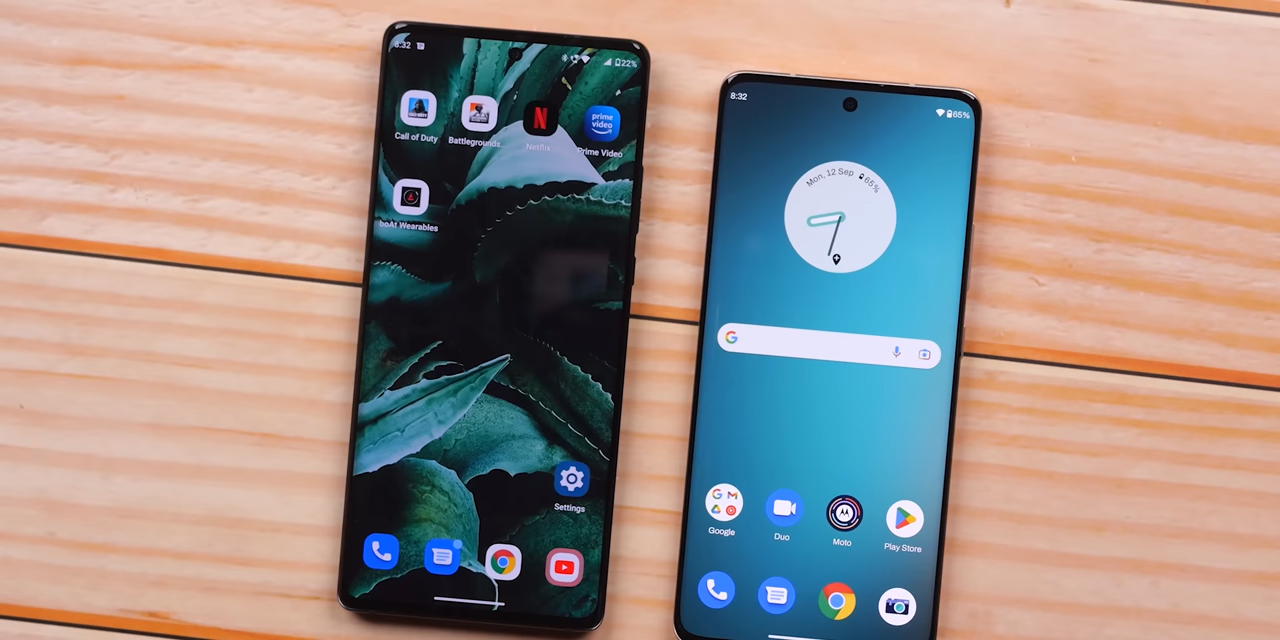 8:32
22%
Call of Duty
Battlegrounds...
Netflix
prime video
Prime Video
boAt Wearables
Settings
8:32
65%
Mon, 12 Sep 65%
Google
Duo
Moto
Play Store